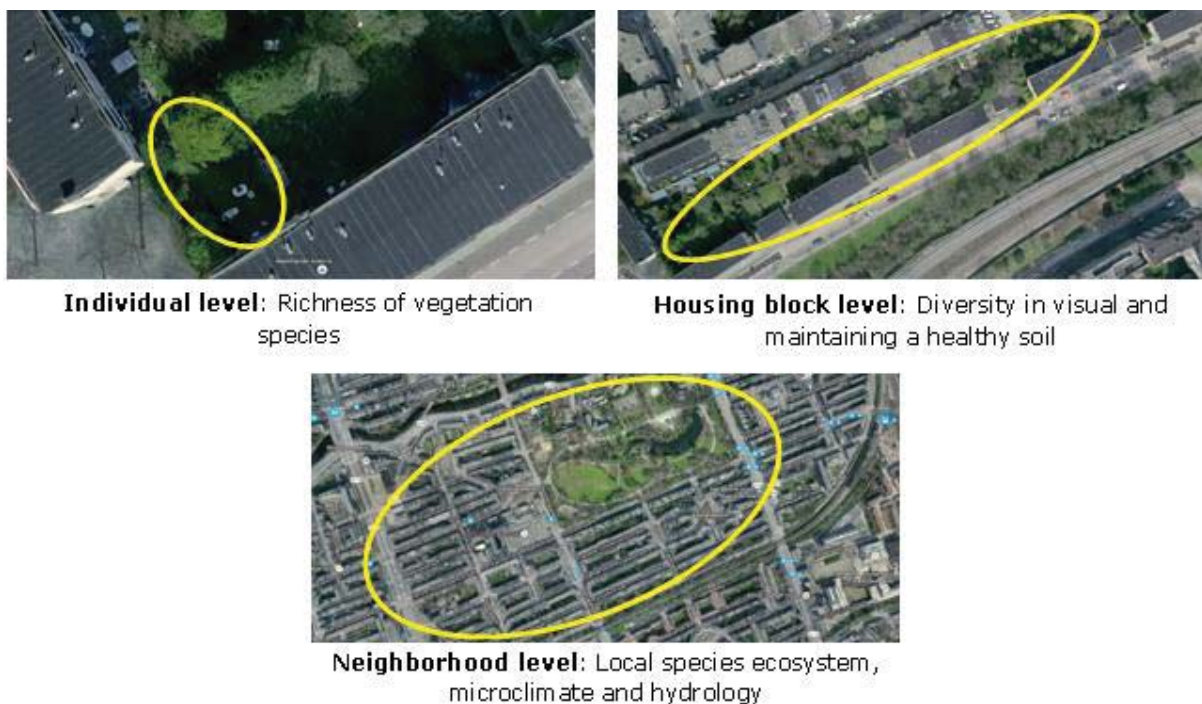 Individual level: Richness of vegetation
species
Housing block level: Diversity in visual and
maintaining a healthy soil
Neighborhood level: Local species ecosystem,
microclimate and hydrology